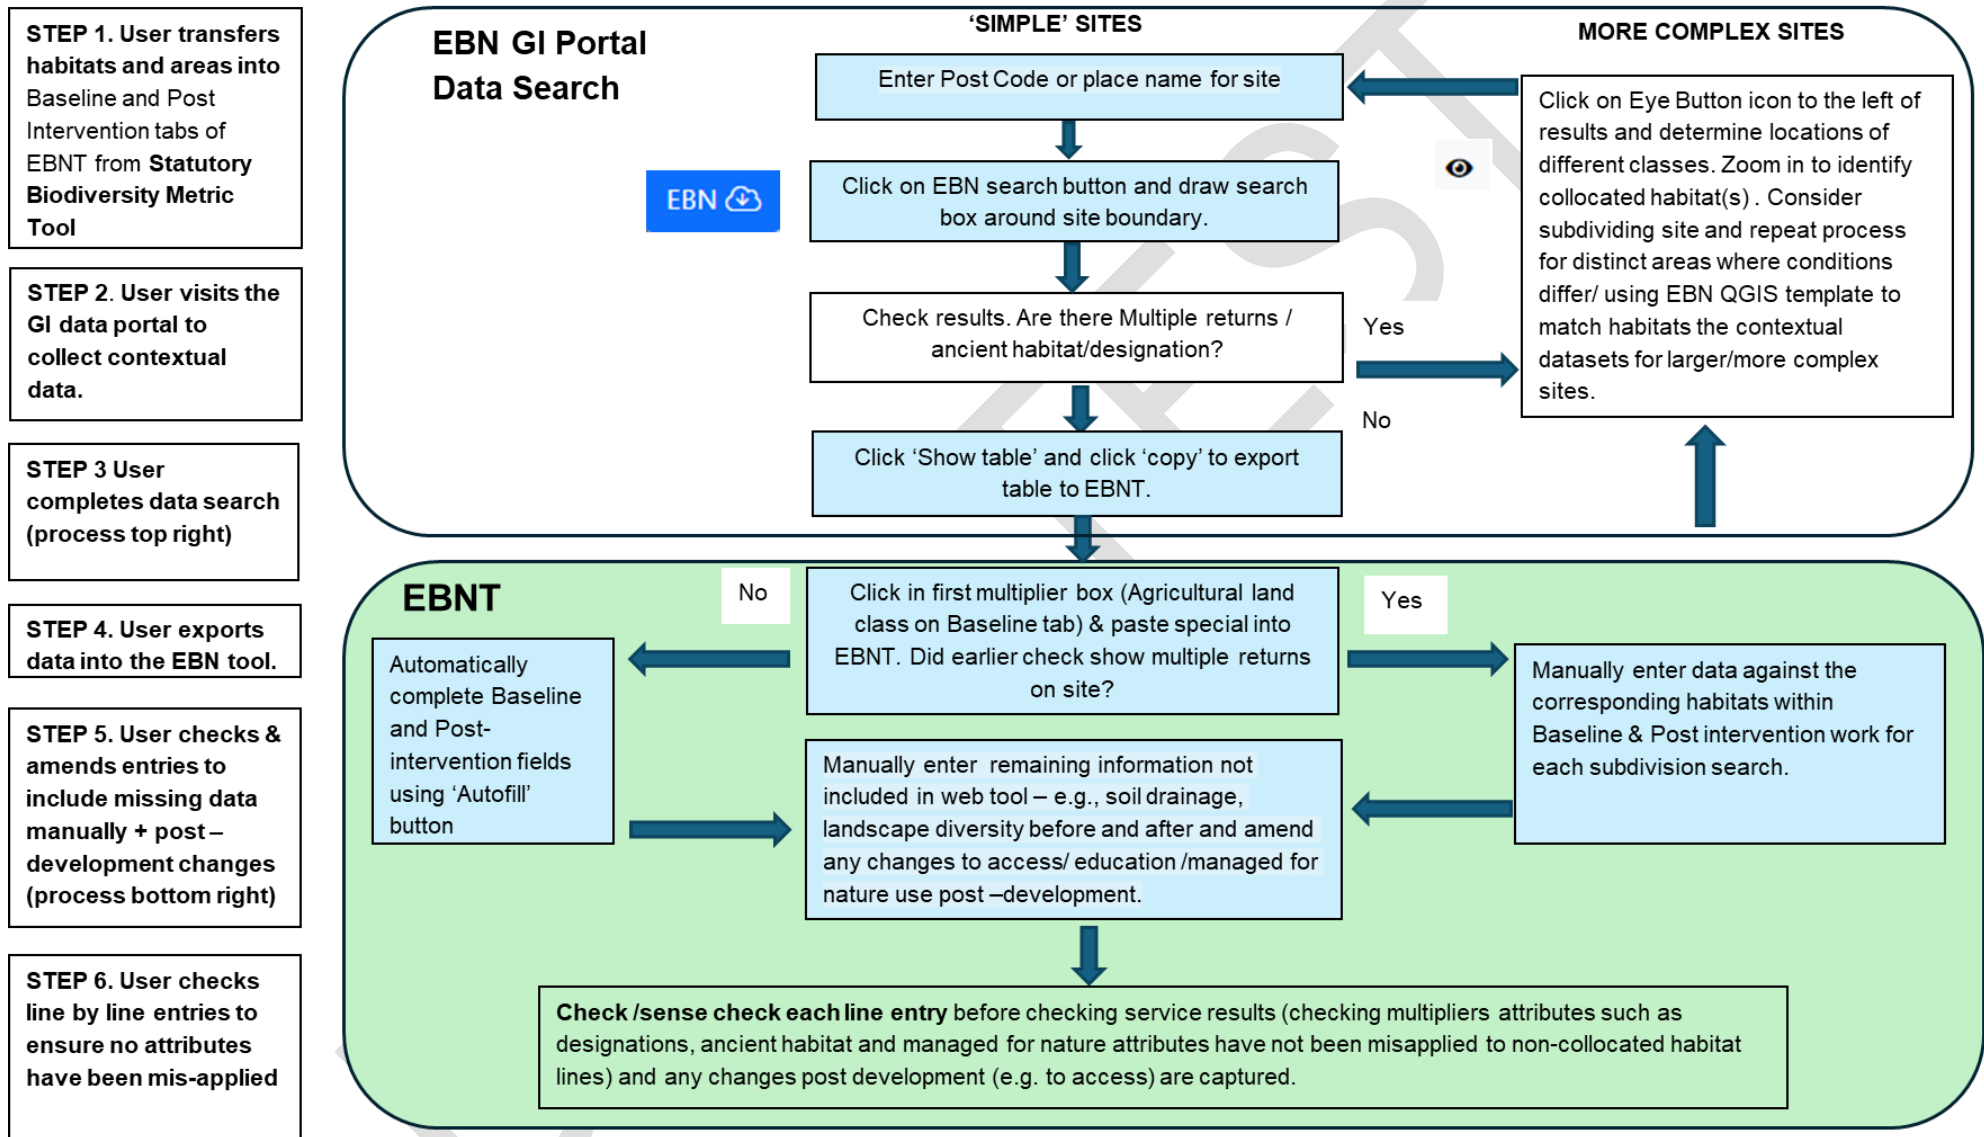 STEP 1. User transfers
habitats and areas into
Baseline and Post
Intervention tabs of
EBNT from Statutory
Biodiversity Metric
Tool
STEP 2. User visits the
GI data portal to
collect contextual
data.
STEP 3 User
completes data search
(process top right)
STEP 4. User exports
data into the EBN tool.
STEP 5. User checks &
amends entries to
include missing data
manually + post –
development changes
(process bottom right)
STEP 6. User checks
line by line entries to
ensure no attributes
have been mis-applied
EBN GI Portal
Data Search
‘SIMPLE’ SITES
MORE COMPLEX SITES
Enter Post Code or place name for site
EBN
Click on EBN search button and draw search
box around site boundary.
Check results. Are there Multiple returns /
ancient habitat/designation?
Yes
No
Click on Eye Button icon to the left of
results and determine locations of
different classes. Zoom in to identify
collocated habitat(s) . Consider
subdividing site and repeat process
for distinct areas where conditions
differ/ using EBN QGIS template to
match habitats the contextual
datasets for larger/more complex
sites.
Click ‘Show table’ and click ‘copy’ to export
table to EBNT.
EBNT
No
Click in first multiplier box (Agricultural land
class on Baseline tab) & paste special into
EBNT. Did earlier check show multiple returns
on site?
Yes
Automatically
complete Baseline
and Post-
intervention fields
using ‘Autofill’
button
Manually enter data against the
corresponding habitats within
Baseline & Post intervention work for
each subdivision search.
Manually enter remaining information not
included in web tool – e.g., soil drainage,
landscape diversity before and after and amend
any changes to access/ education /managed for
nature use post –development.
Check /sense check each line entry before checking service results (checking multipliers attributes such as
designations, ancient habitat and managed for nature attributes have not been misapplied to non-collocated habitat
lines) and any changes post development (e.g. to access) are captured.